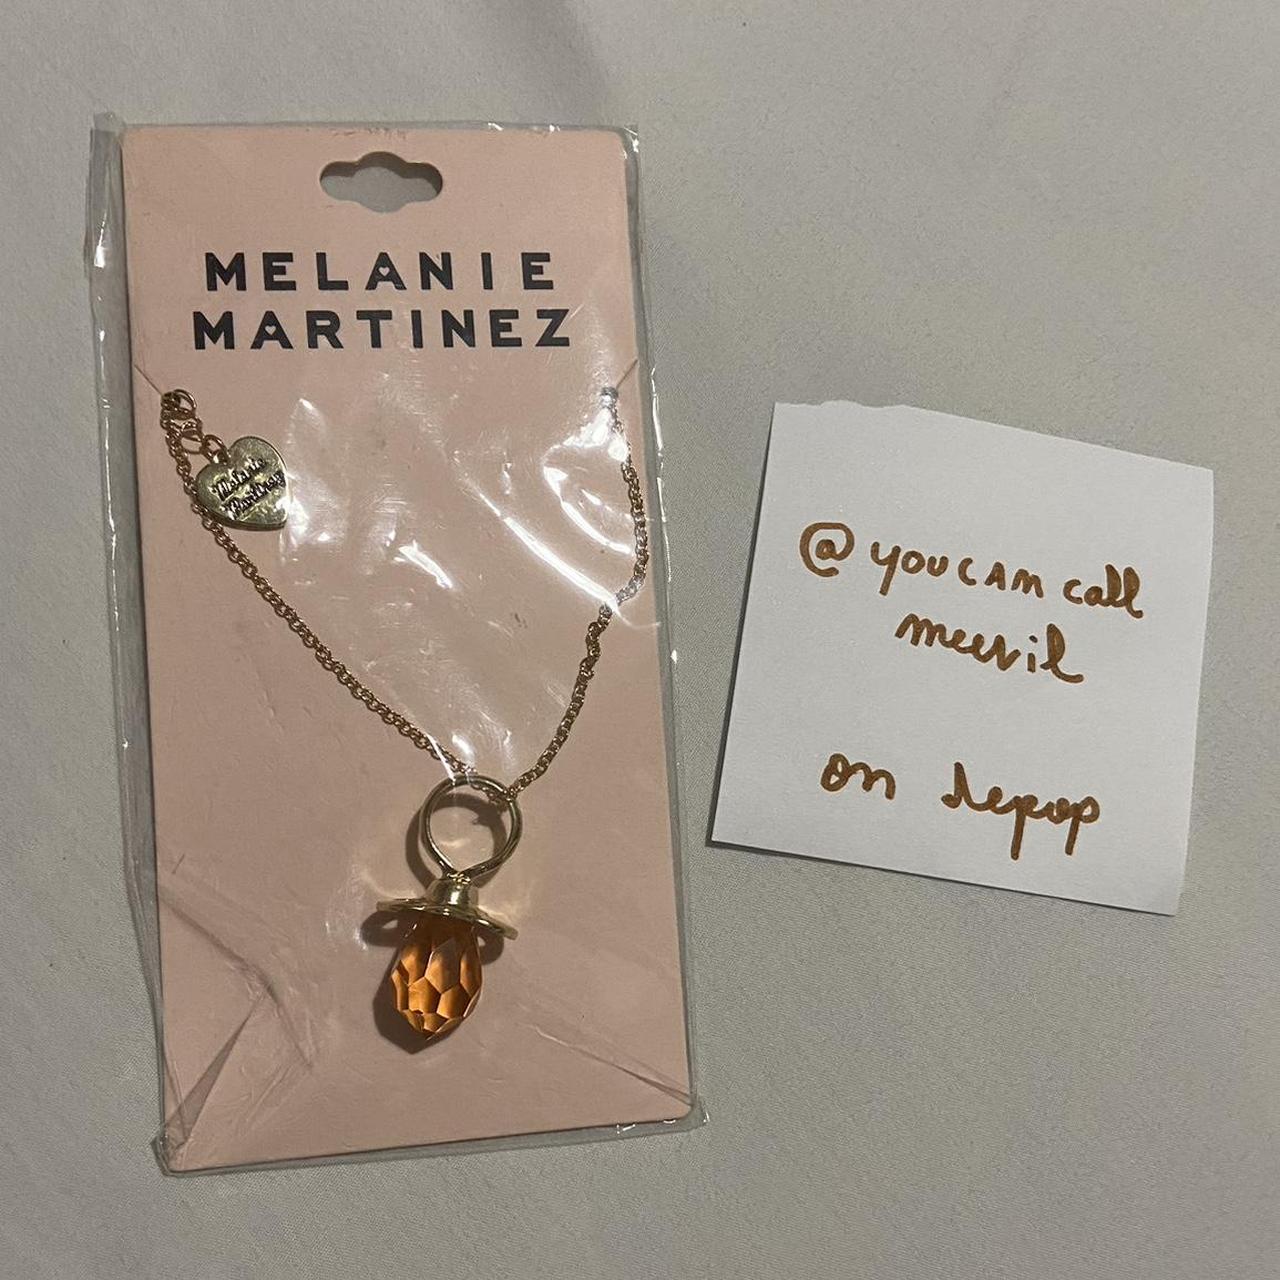 MELANIE
MARTINEZ
Melanie
Martinez
@youcancall
meevil
on depop